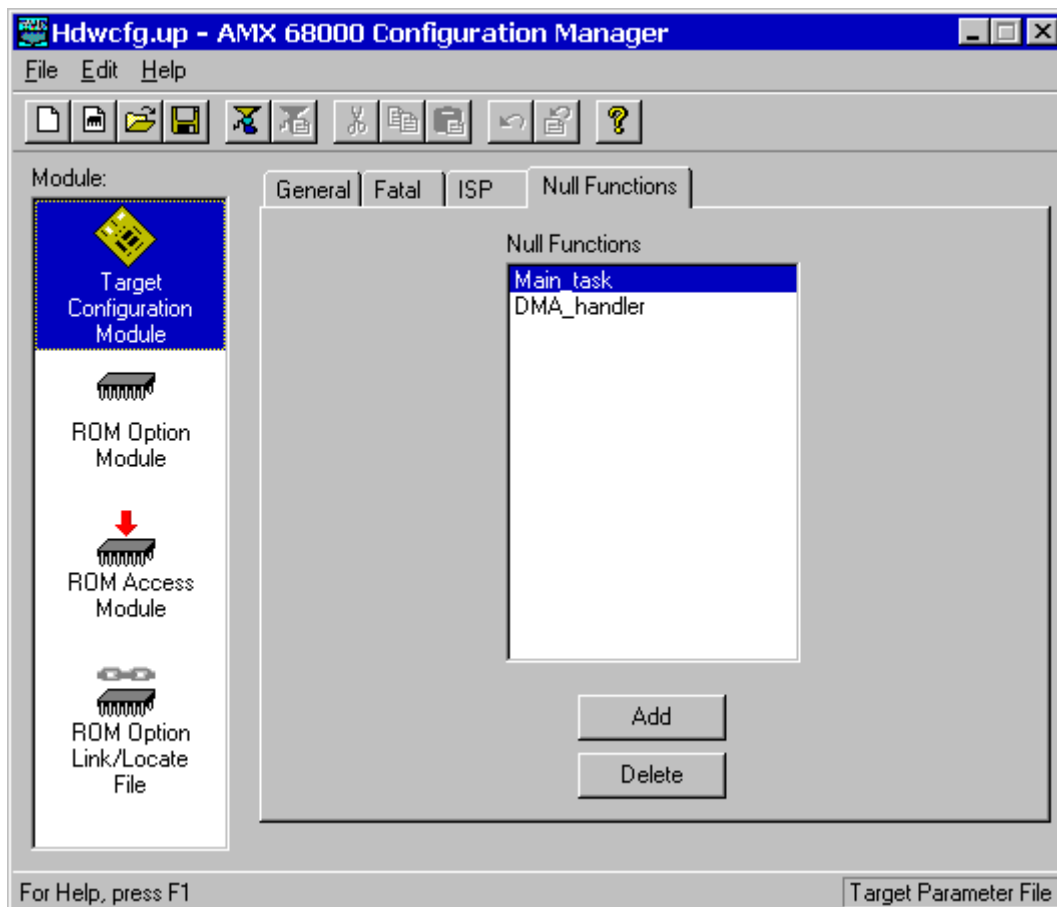 Hdwcfg.up - AMX 68000 Configuration Manager
File Edit Help
Module:
Target
Configuration
Module
ROM Option
Module
ROM Access
Module
ROM Option
Link/Locate
File
General Fatal ISP Null Functions
Null Functions
Main_task
DMA_handler
Add
Delete
For Help, press F1
Target Parameter File